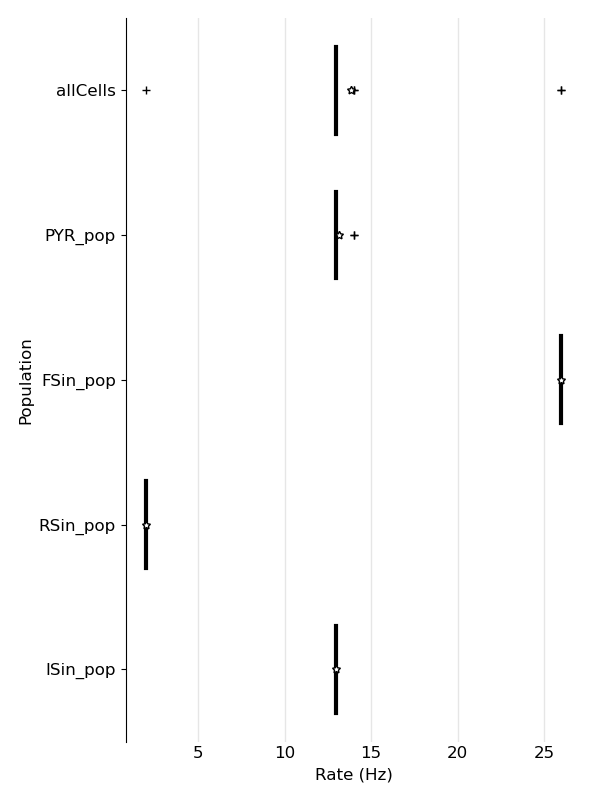 allCells
PYR_pop
FSin_pop
RSin_pop
ISin_pop
Population
5 10 15 20 25
Rate (Hz)